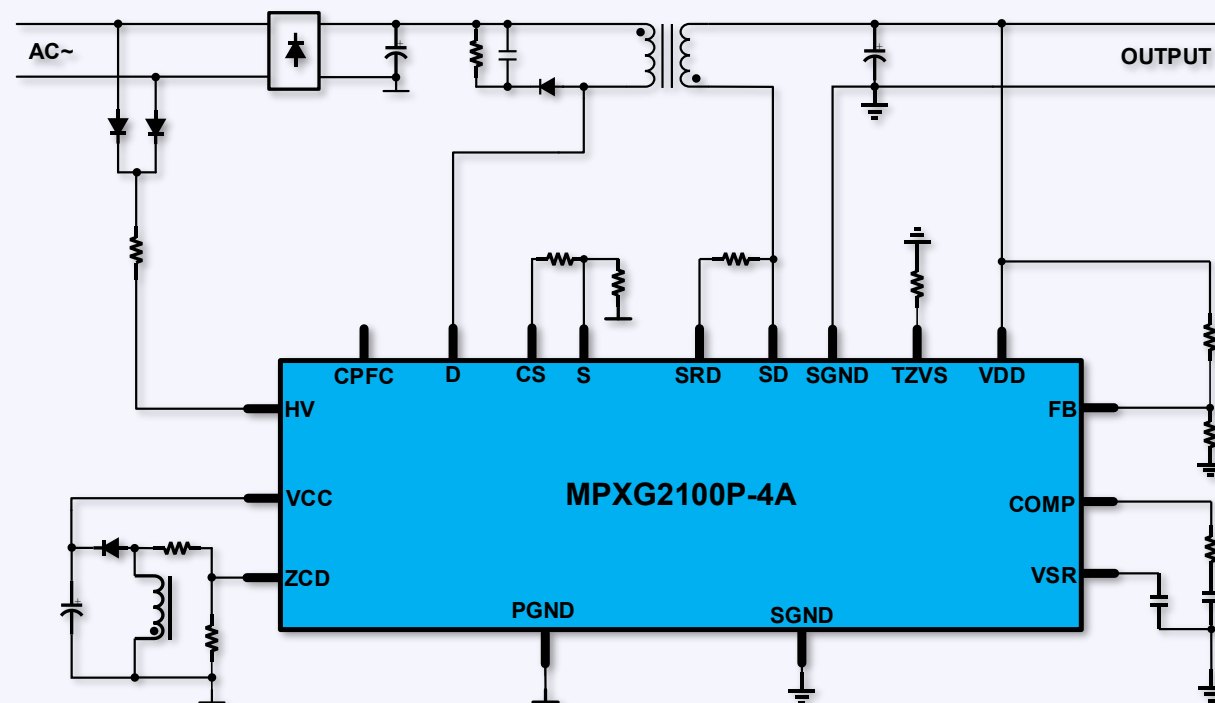 AC~
OUTPUT
CPFC
D
CS
S
SRD
SD
SGND
TZVS
VDD
HV
FB
VCC
MPXG2100P-4A
COMP
ZCD
VSR
PGND
SGND